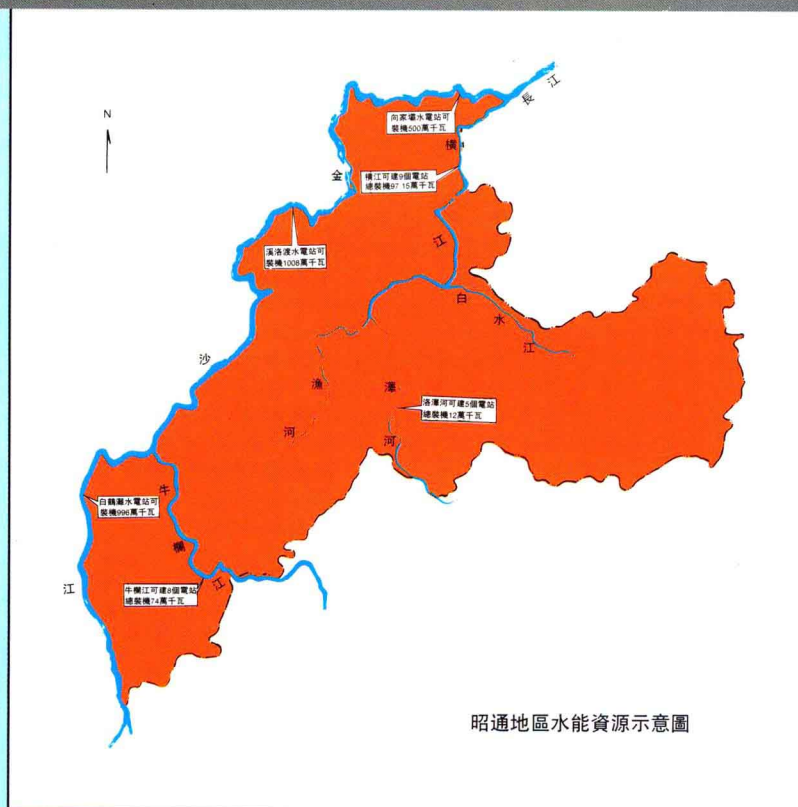 N
長江
向家壩水電站可
裝機500萬千瓦
橫江
橫江可建9個電站
總裝機97 15萬千瓦
金沙江
溪洛渡水電站可
裝機1008萬千瓦
白水江
漁河
澤河
洛澤河可建5個電站
總裝機12萬千瓦
白鶴灘水電站可
裝機996萬千瓦
牛欄江
牛欄江可建8個電站
總裝機74萬千瓦
昭通地區水能資源示意圖